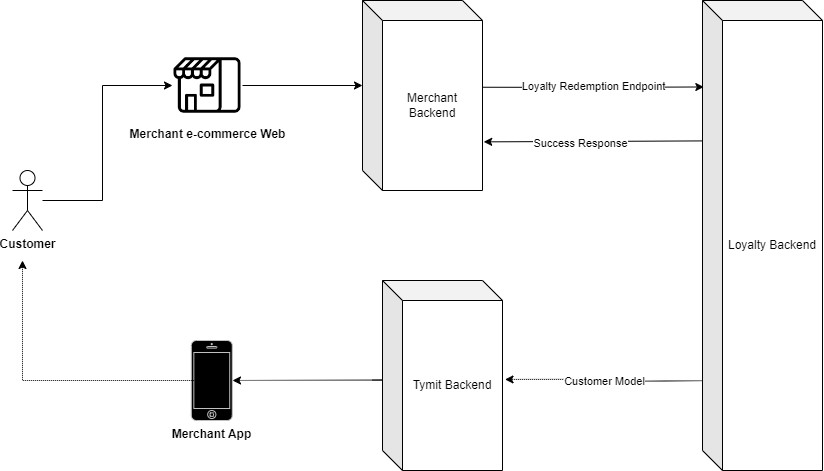 Merchant
Backend
Loyalty Redemption Endpoint
Success Response
Merchant e-commerce Web
Customer
Loyalty Backend
Tymit Backend
Customer Model
Merchant App